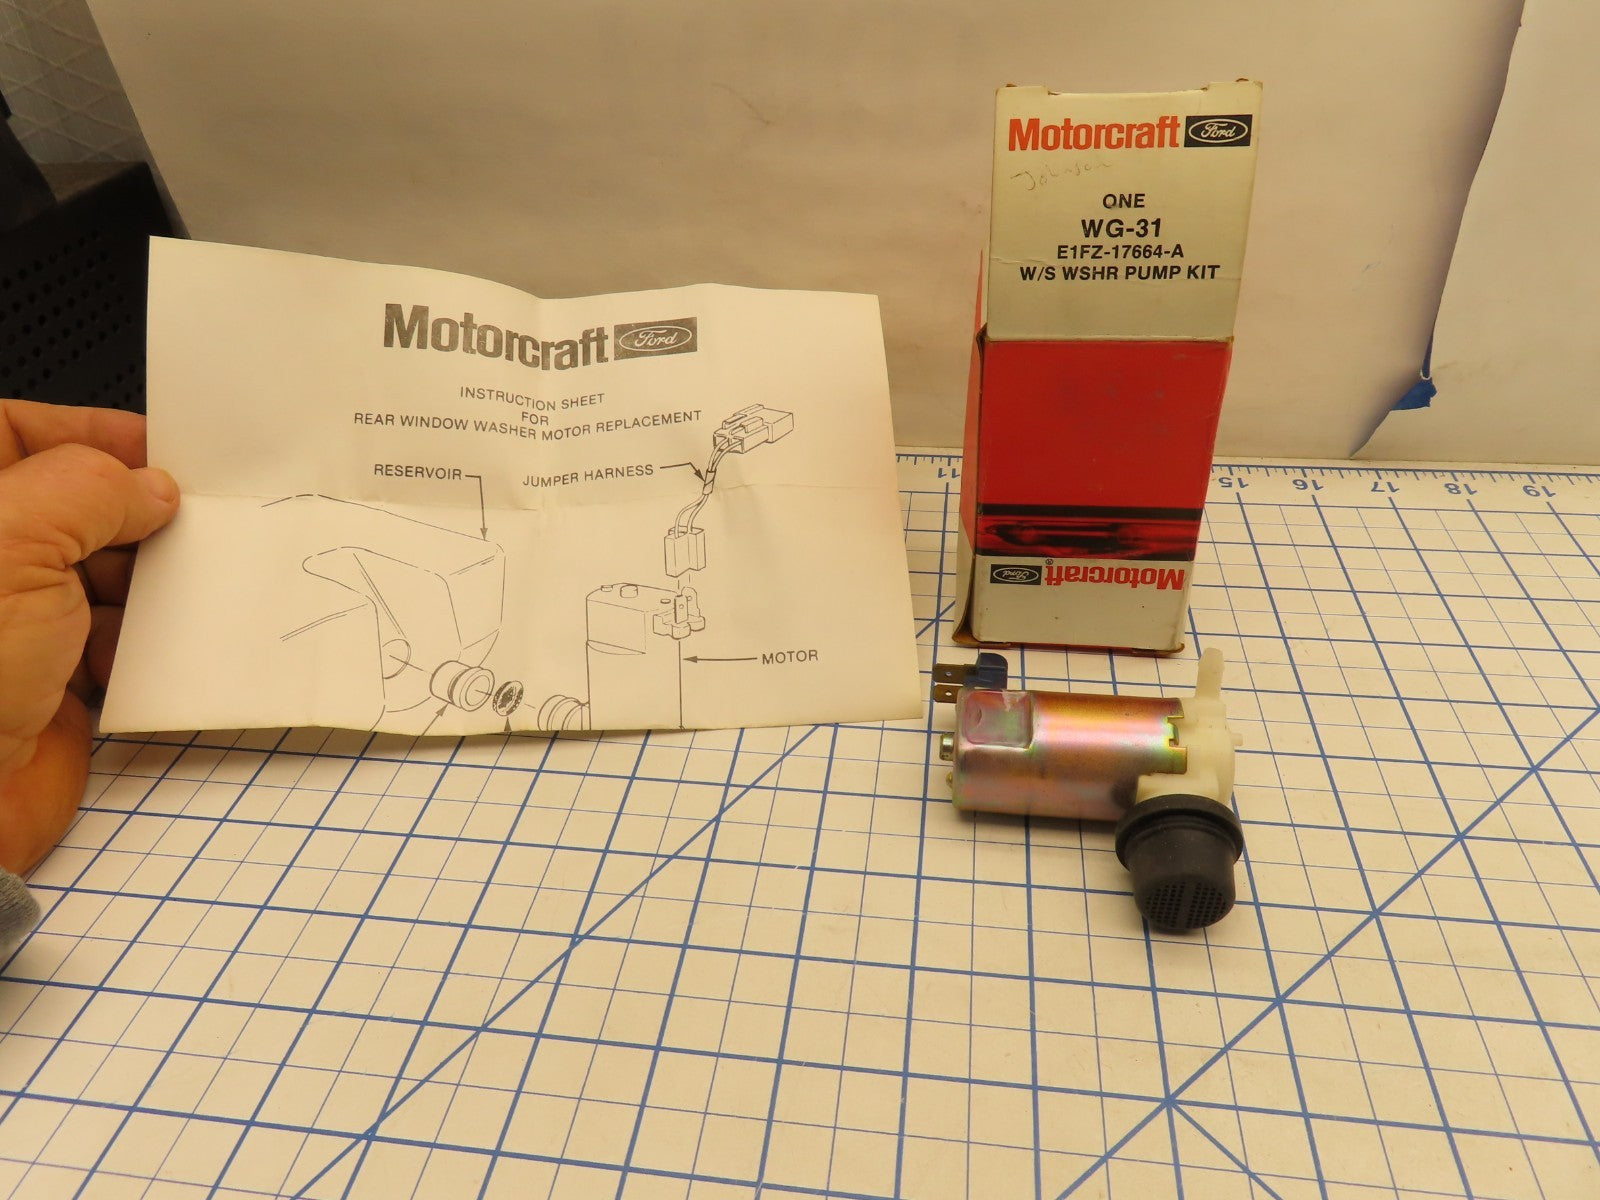 Motorcraft Ford
INSTRUCTION SHEET
FOR
REAR WINDOW WASHER MOTOR REPLACEMENT
RESERVOIR
JUMPER HARNESS
MOTOR
Motorcraft Ford
Johnson
ONE
WG-31
E1FZ-17664-A
W/S WSHR PUMP KIT
Motorcraft® Ford
11 15 16 17 18 19